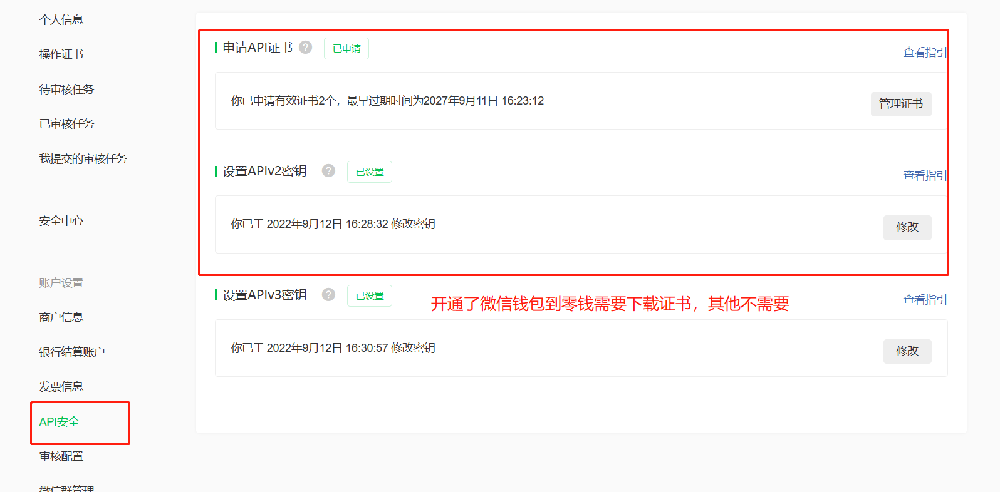 个人信息
操作证书
待审核任务
已审核任务
我提交的审核任务
安全中心
账户设置
商户信息
银行结算账户
发票信息
API安全
审核配置
微信群管理
申请API证书 ? 已申请 查看指引
你已申请有效证书2个，最早过期时间为2027年9月11日 16:23:12 管理证书
设置APIv2密钥 ? 已设置 查看指引
你已于 2022年9月12日 16:28:32 修改密钥 修改
设置APIv3密钥 ? 已设置 查看指引
开通了微信钱包到零钱需要下载证书，其他不需要
你已于 2022年9月12日 16:30:57 修改密钥 修改